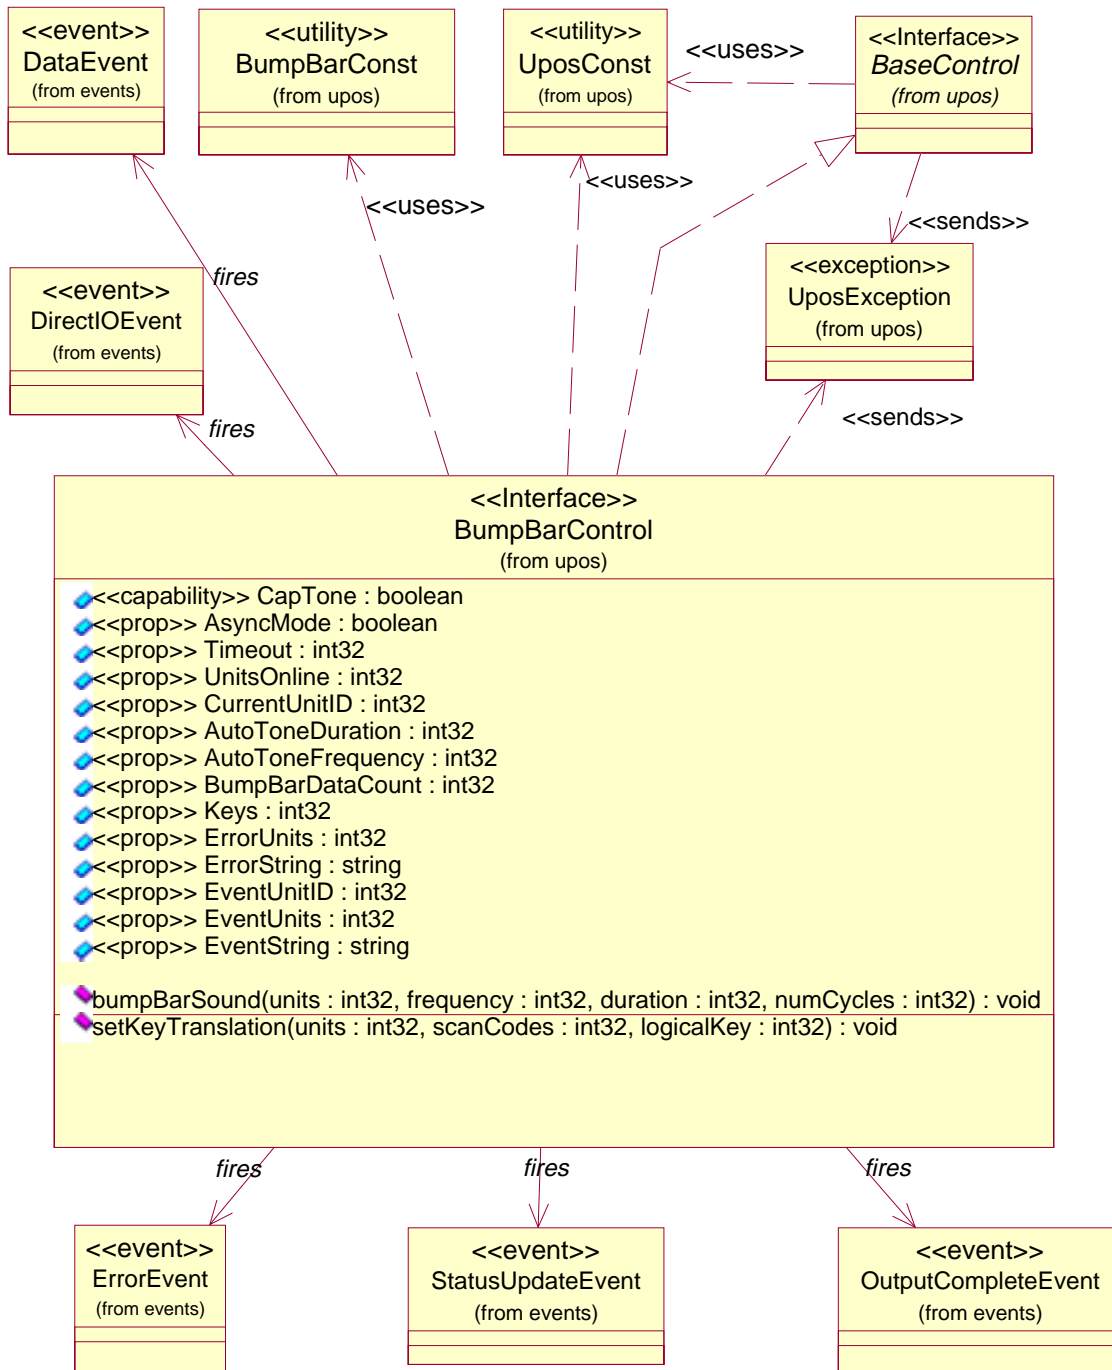 <<event>>
DataEvent
(from events)
<<utility>>
BumpBarConst
(from upos)
<<utility>>
UposConst
(from upos)
<<uses>>
<<Interface>>
BaseControl
(from upos)
<<uses>>
<<uses>>
<<sends>>
<<exception>>
UposException
(from upos)
<<event>>
DirectIOEvent
(from events)
fires
fires
<<sends>>
<<Interface>>
BumpBarControl
(from upos)
<<capability>> CapTone : boolean
<<prop>> AsyncMode : boolean
<<prop>> Timeout : int32
<<prop>> UnitsOnline : int32
<<prop>> CurrentUnitID : int32
<<prop>> AutoToneDuration : int32
<<prop>> AutoToneFrequency : int32
<<prop>> BumpBarDataCount : int32
<<prop>> Keys : int32
<<prop>> ErrorUnits : int32
<<prop>> ErrorString : string
<<prop>> EventUnitID : int32
<<prop>> EventUnits : int32
<<prop>> EventString : string
bumpBarSound(units : int32, frequency : int32, duration : int32, numCycles : int32) : void
setKeyTranslation(units : int32, scanCodes : int32, logicalKey : int32) : void
fires
fires
fires
<<event>>
ErrorEvent
(from events)
<<event>>
StatusUpdateEvent
(from events)
<<event>>
OutputCompleteEvent
(from events)